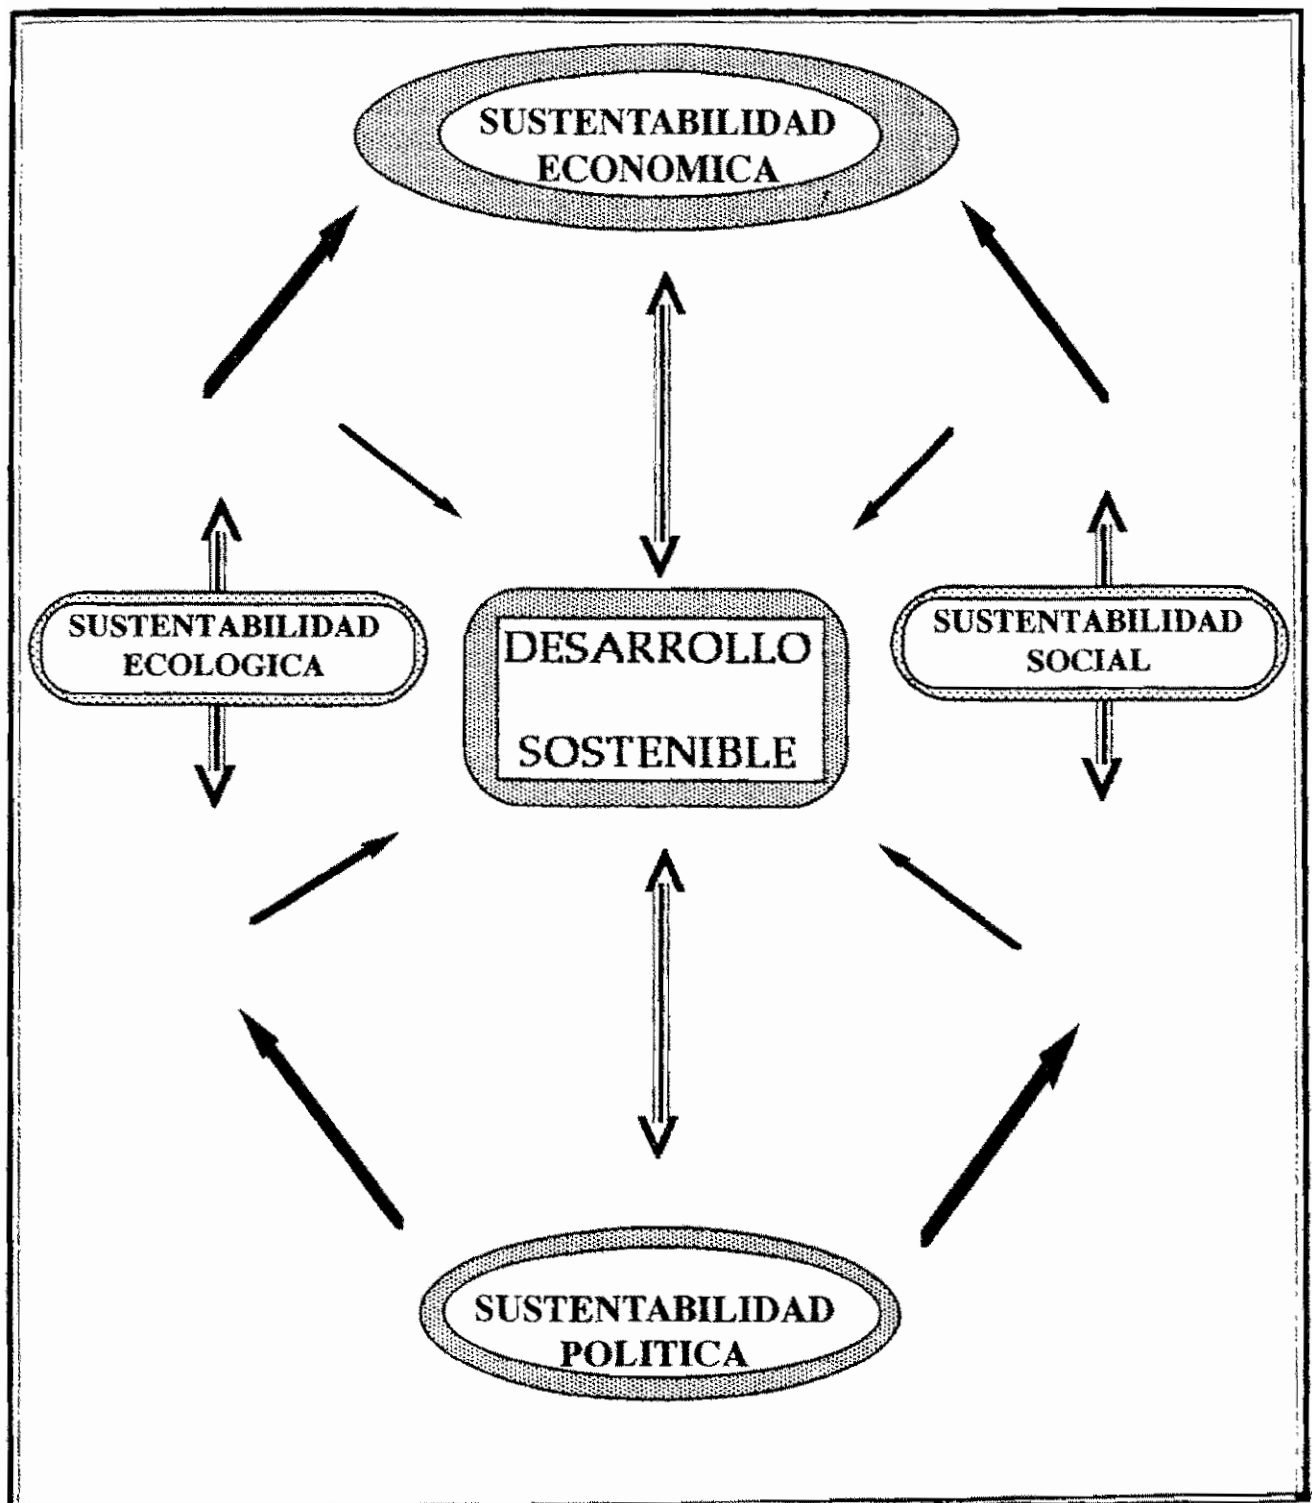 SUSTENTABILIDAD
ECONOMICA
SUSTENTABILIDAD
ECOLOGICA
DESARROLLO
SOSTENIBLE
SUSTENTABILIDAD
SOCIAL
SUSTENTABILIDAD
POLITICA